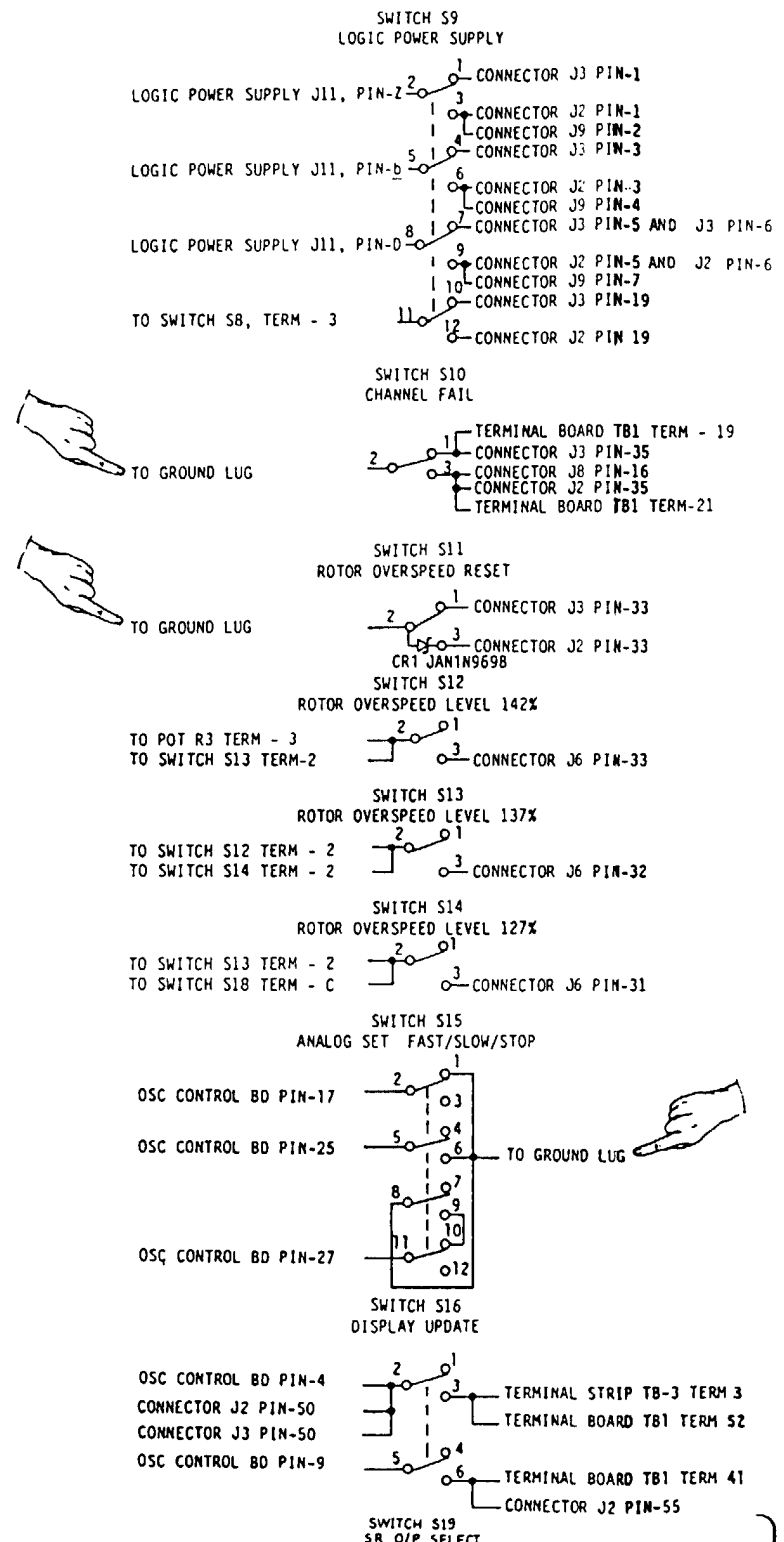 SWITCH S9
LOGIC POWER SUPPLY
LOGIC POWER SUPPLY J11, PIN-Z 2 1 CONNECTOR J3 PIN-1
3 CONNECTOR J2 PIN-1
CONNECTOR J9 PIN-2
LOGIC POWER SUPPLY J11, PIN-b 5 4 CONNECTOR J3 PIN-3
6 CONNECTOR J2 PIN-3
CONNECTOR J9 PIN-4
LOGIC POWER SUPPLY J11, PIN-D 8 7 CONNECTOR J3 PIN-5 AND J3 PIN-6
9 CONNECTOR J2 PIN-5 AND J2 PIN-6
CONNECTOR J9 PIN-7
TO SWITCH S8, TERM - 3 11 10 CONNECTOR J3 PIN-19
12 CONNECTOR J2 PIN 19
SWITCH S10
CHANNEL FAIL
TERMINAL BOARD TB1 TERM - 19
1 CONNECTOR J3 PIN-35
TO GROUND LUG 2 3 CONNECTOR J8 PIN-16
CONNECTOR J2 PIN-35
TERMINAL BOARD TB1 TERM-21
SWITCH S11
ROTOR OVERSPEED RESET
1 CONNECTOR J3 PIN-33
TO GROUND LUG 2
3 CONNECTOR J2 PIN-33
CR1 JAN1N9698
SWITCH S12
ROTOR OVERSPEED LEVEL 142%
TO POT R3 TERM - 3 2 1
TO SWITCH S13 TERM-2 3 CONNECTOR J6 PIN-33
SWITCH S13
ROTOR OVERSPEED LEVEL 137%
TO SWITCH S12 TERM - 2 2 1
TO SWITCH S14 TERM - 2 3 CONNECTOR J6 PIN-32
SWITCH S14
ROTOR OVERSPEED LEVEL 127%
TO SWITCH S13 TERM - 2 2 1
TO SWITCH S18 TERM - C 3 CONNECTOR J6 PIN-31
SWITCH S15
ANALOG SET FAST/SLOW/STOP
OSC CONTROL BD PIN-17 2 1
3
OSC CONTROL BD PIN-25 5 4
6 TO GROUND LUG
8 7
9
OSC CONTROL BD PIN-27 11 10
12
SWITCH S16
DISPLAY UPDATE
OSC CONTROL BD PIN-4 2 1
3 TERMINAL STRIP TB-3 TERM 3
CONNECTOR J2 PIN-50 TERMINAL BOARD TB1 TERM 52
CONNECTOR J3 PIN-50
OSC CONTROL BD PIN-9 5 4
6 TERMINAL BOARD TB1 TERM 41
CONNECTOR J2 PIN-55
SWITCH S19
SR O/P SELECT